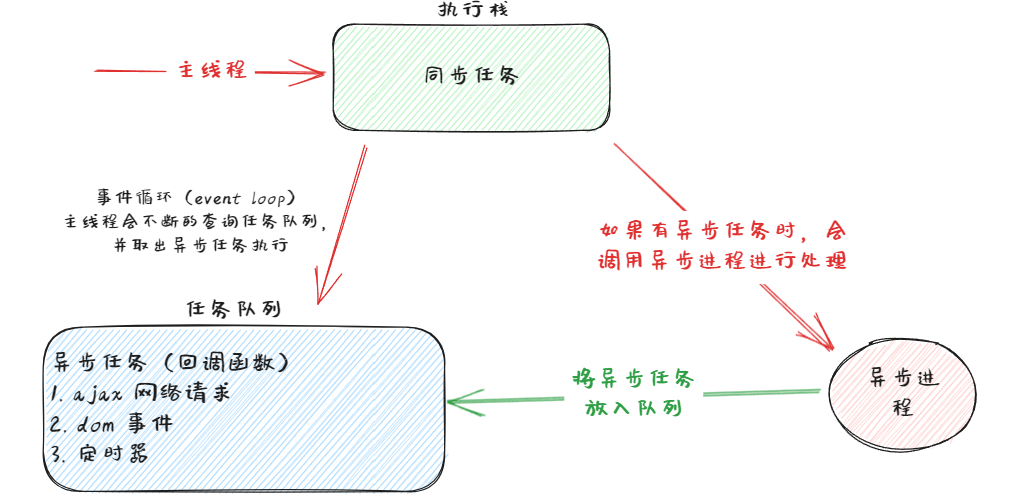 执行栈
主线程
同步任务
事件循环（event loop）
主线程会不断的查询任务队列，
并取出异步任务执行
如果有异步任务时，会
调用异步进程进行处理
任务队列
异步任务（回调函数）
1. ajax 网络请求
2. dom 事件
3. 定时器
将异步任务
放入队列
异步进
程